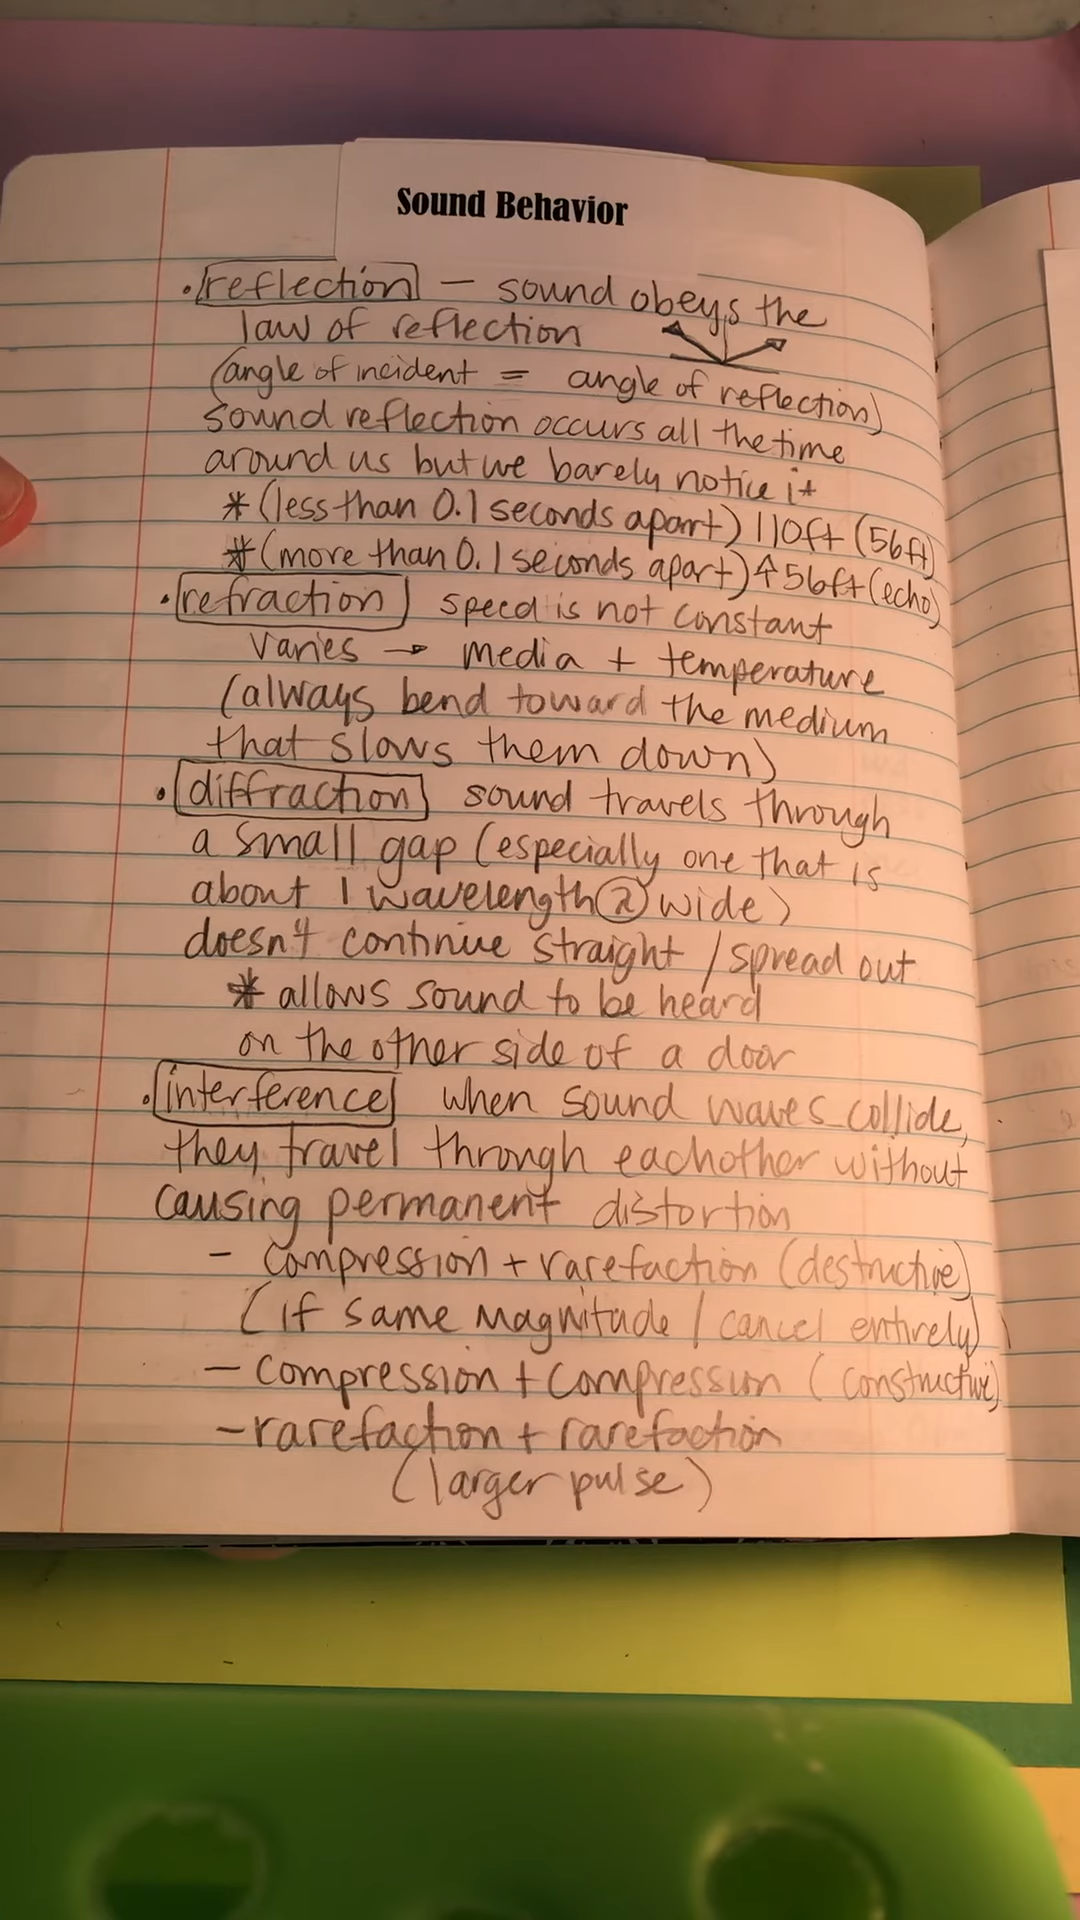 Sound Behavior
• reflection – sound obeys the
law of reflection
(angle of incident = angle of reflection)
sound reflection occurs all the time
around us but we barely notice it
* (less than 0.1 seconds apart) 110ft (56ft)
* (more than 0.1 seconds apart) ↑ 56ft (echo)
• refraction speed is not constant
varies → media + temperature
(always bend toward the medium
that slows them down)
• diffraction sound travels through
a small gap (especially one that is
about 1 wavelength λ wide)
doesn't continue straight / spread out
* allows sound to be heard
on the other side of a door
• interference when sound waves collide,
they travel through eachother without
causing permanent distortion
– compression + rarefaction (destructive)
(if same magnitude / cancel entirely)
– compression + compression (constructive)
– rarefaction + rarefaction
(larger pulse)